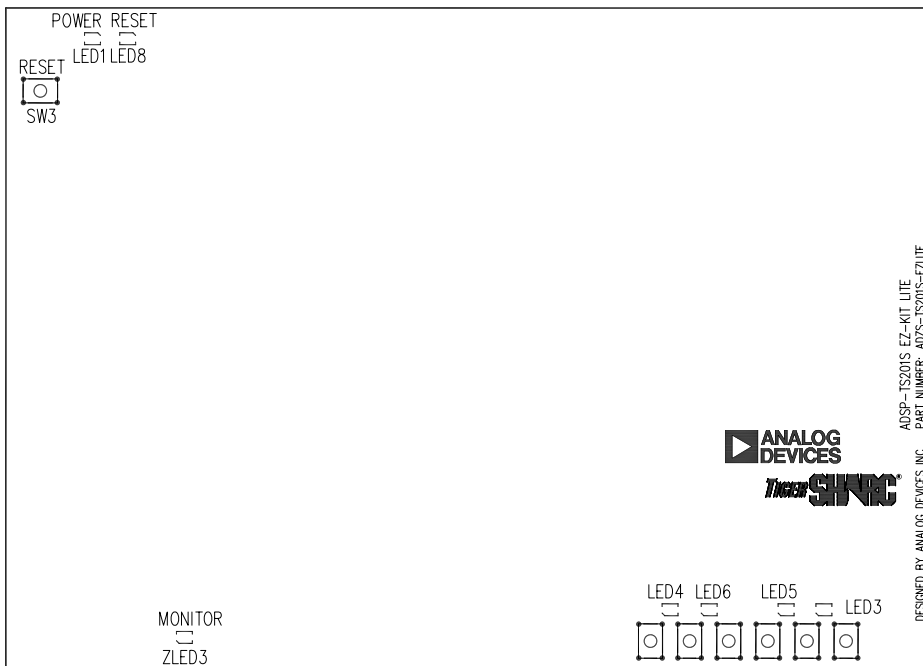 POWER RESET
LED1 LED8
RESET
SW3
ADSP-TS201S EZ-KIT LITE
PART NUMBER: ADZS-TS201S-EZLITE
DESIGNED BY ANALOG DEVICES INC
ANALOG
DEVICES
TIGERSHARC®
LED4 LED6 LED5 LED3
MONITOR
ZLED3